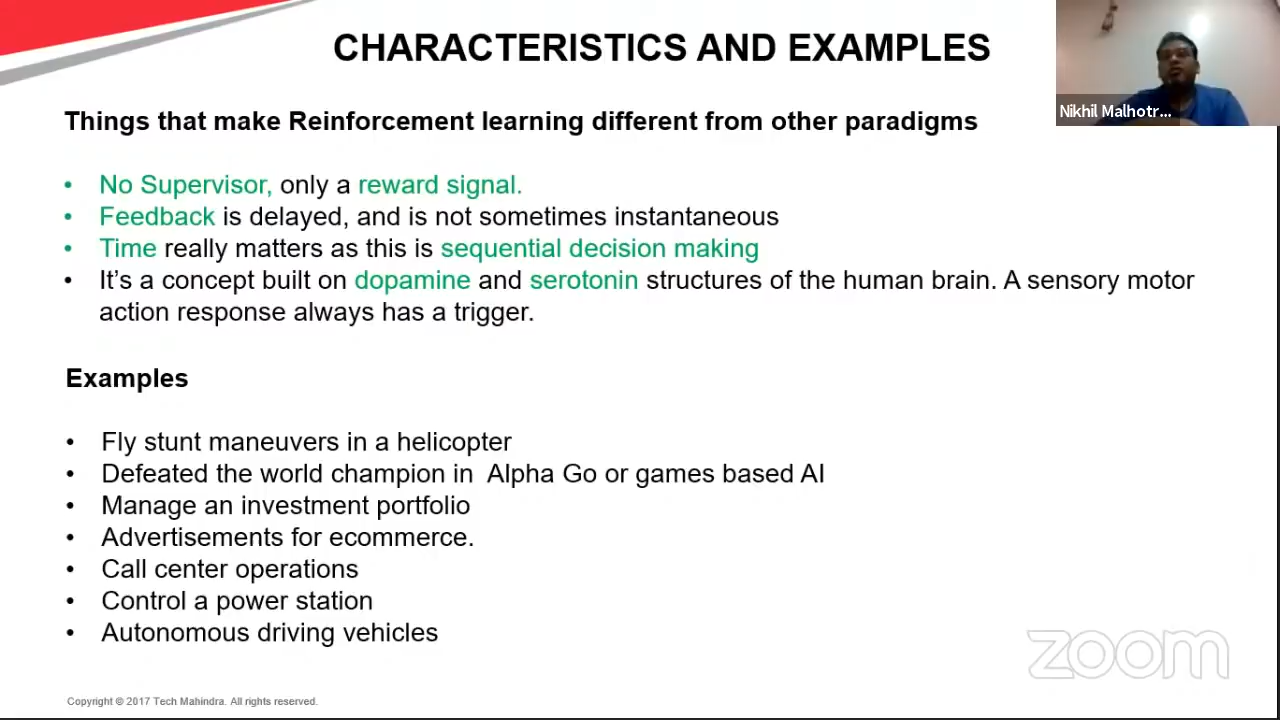 CHARACTERISTICS AND EXAMPLES
Nikhil Malhotr...
Things that make Reinforcement learning different from other paradigms
• No Supervisor, only a reward signal.
• Feedback is delayed, and is not sometimes instantaneous
• Time really matters as this is sequential decision making
• It’s a concept built on dopamine and serotonin structures of the human brain. A sensory motor
action response always has a trigger.
Examples
• Fly stunt maneuvers in a helicopter
• Defeated the world champion in  Alpha Go or games based AI
• Manage an investment portfolio
• Advertisements for ecommerce.
• Call center operations
• Control a power station
• Autonomous driving vehicles
zoom
Copyright © 2017 Tech Mahindra. All rights reserved.